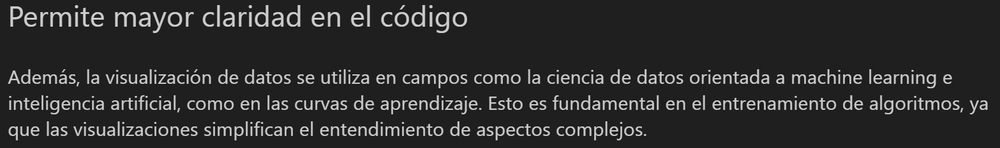 Permite mayor claridad en el código
Además, la visualización de datos se utiliza en campos como la ciencia de datos orientada a machine learning e
inteligencia artificial, como en las curvas de aprendizaje. Esto es fundamental en el entrenamiento de algoritmos, ya
que las visualizaciones simplifican el entendimiento de aspectos complejos.